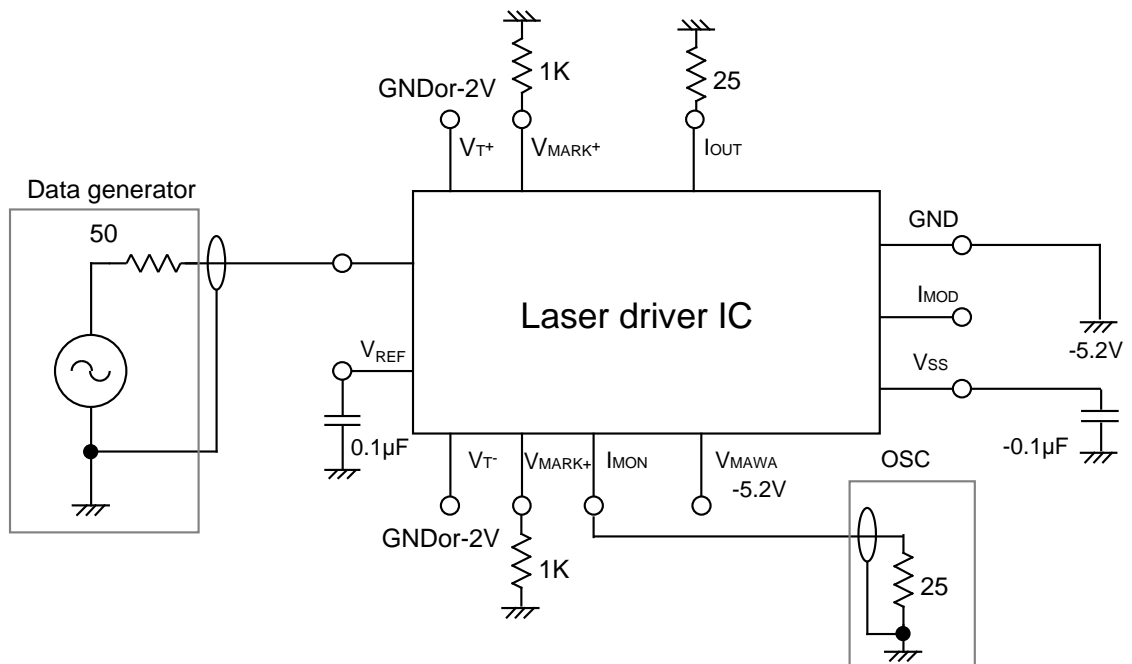 1K
25
GNDor-2V
VT+
VMARK+
IOUT
Data generator
50
GND
Laser driver IC
IMOD
VREF
-5.2V
VSS
0.1µF
VT-
VMARK+
IMON
VMAWA
-5.2V
-0.1µF
OSC
GNDor-2V
1K
25